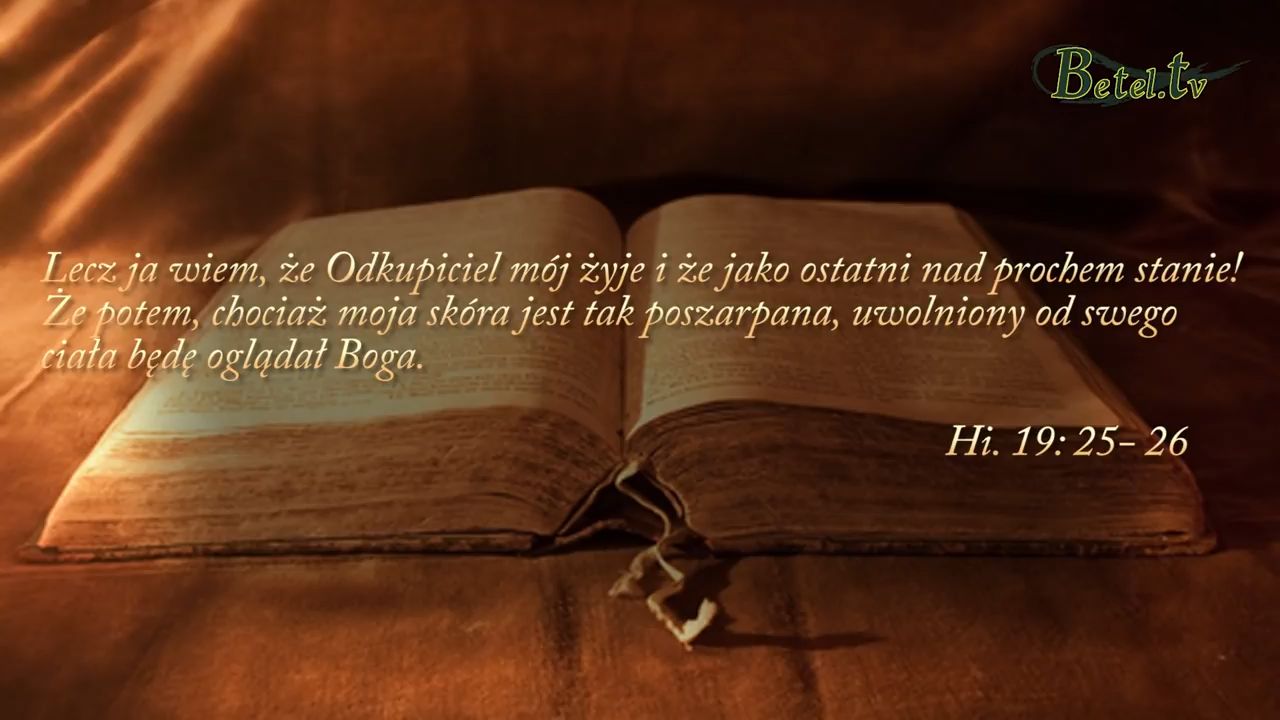 Betel.tv
Lecz ja wiem, że Odkupiciel mój żyje i że jako ostatni nad prochem stanie!
Że potem, chociaż moja skóra jest tak poszarpana, uwolniony od swego
ciała będę oglądał Boga.
Hi. 19: 25- 26